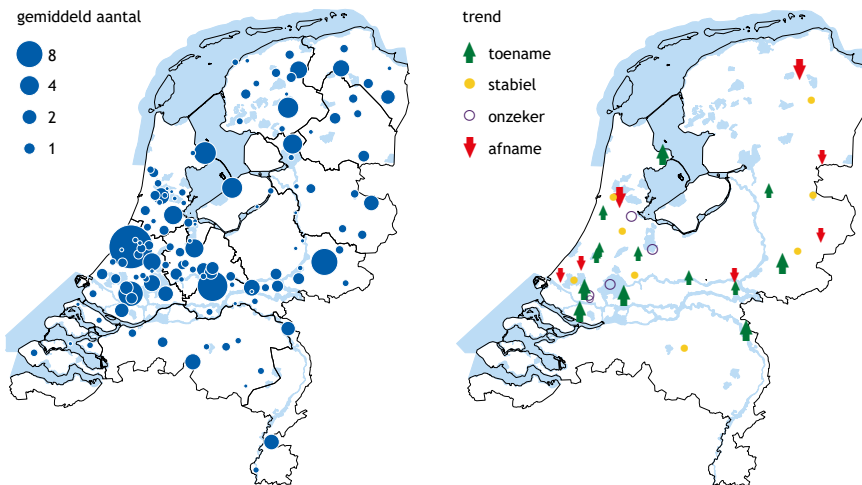 gemiddeld aantal
8
4
2
1
trend
toename
stabiel
onzeker
afname